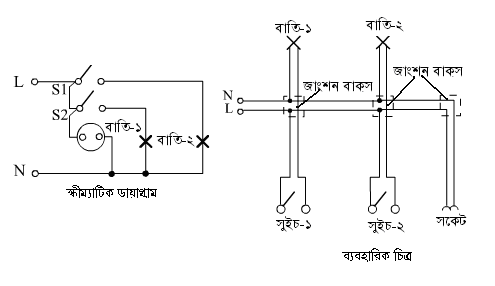 L
S1
S2
বাতি-১
বাতি-২
N
স্কীম্যাটিক ডায়াগ্রাম
বাতি-১
বাতি-২
জাংশন বাকস
জাংশন বাকস
N
L
সুইচ-১
সুইচ-২
সকেট
ব্যবহারিক চিত্র